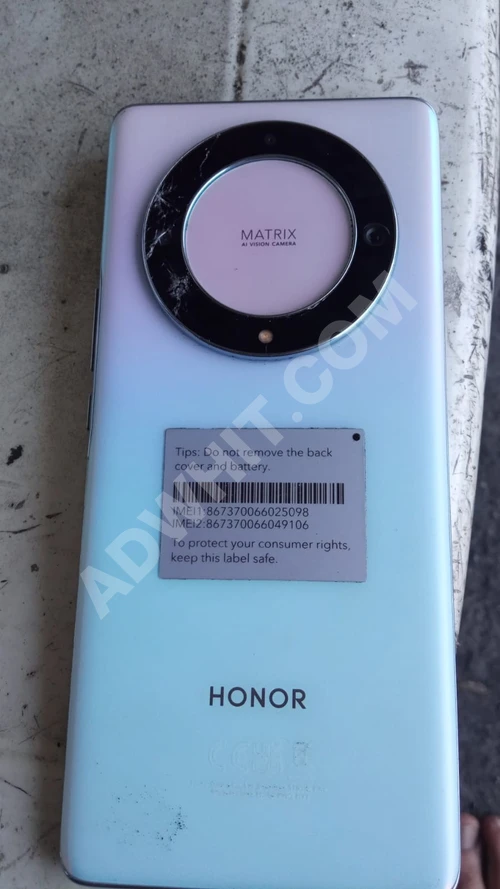 MATRIX
AI VISION CAMERA
Tips: Do not remove the back
cover and battery.
IMEI1:867370066025098
IMEI2:867370066049106
To protect your consumer rights,
keep this label safe.
ADWHIT.COM
HONOR